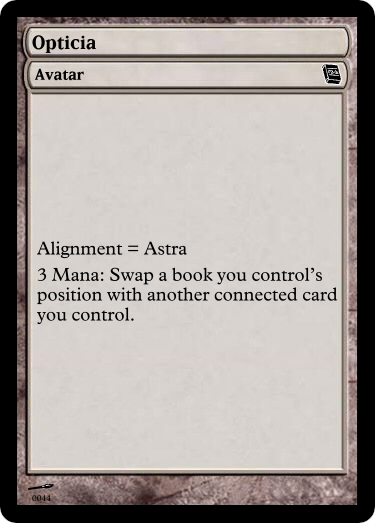 Opticia
Avatar
Alignment = Astra
3 Mana: Swap a book you control's
position with another connected card
you control.
0044